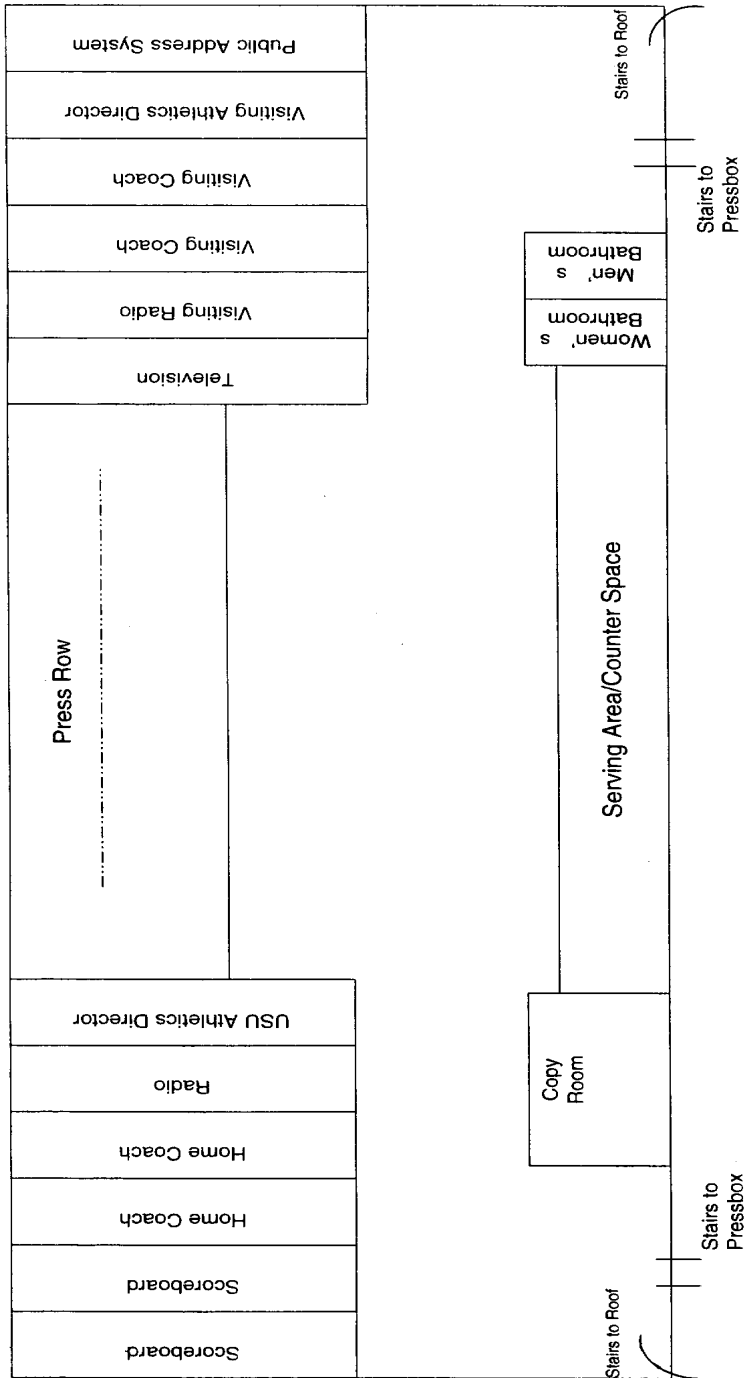 Public Address System
Visiting Athletics Director
Visiting Coach
Visiting Coach
Visiting Radio
Television
Press Row
USU Athletics Director
Radio
Home Coach
Home Coach
Scoreboard
Scoreboard
Stairs to Roof
Stairs to
Pressbox
Men' s
Bathroom
Women' s
Bathroom
Serving Area/Counter Space
Copy
Room
Stairs to
Pressbox
Stairs to Roof